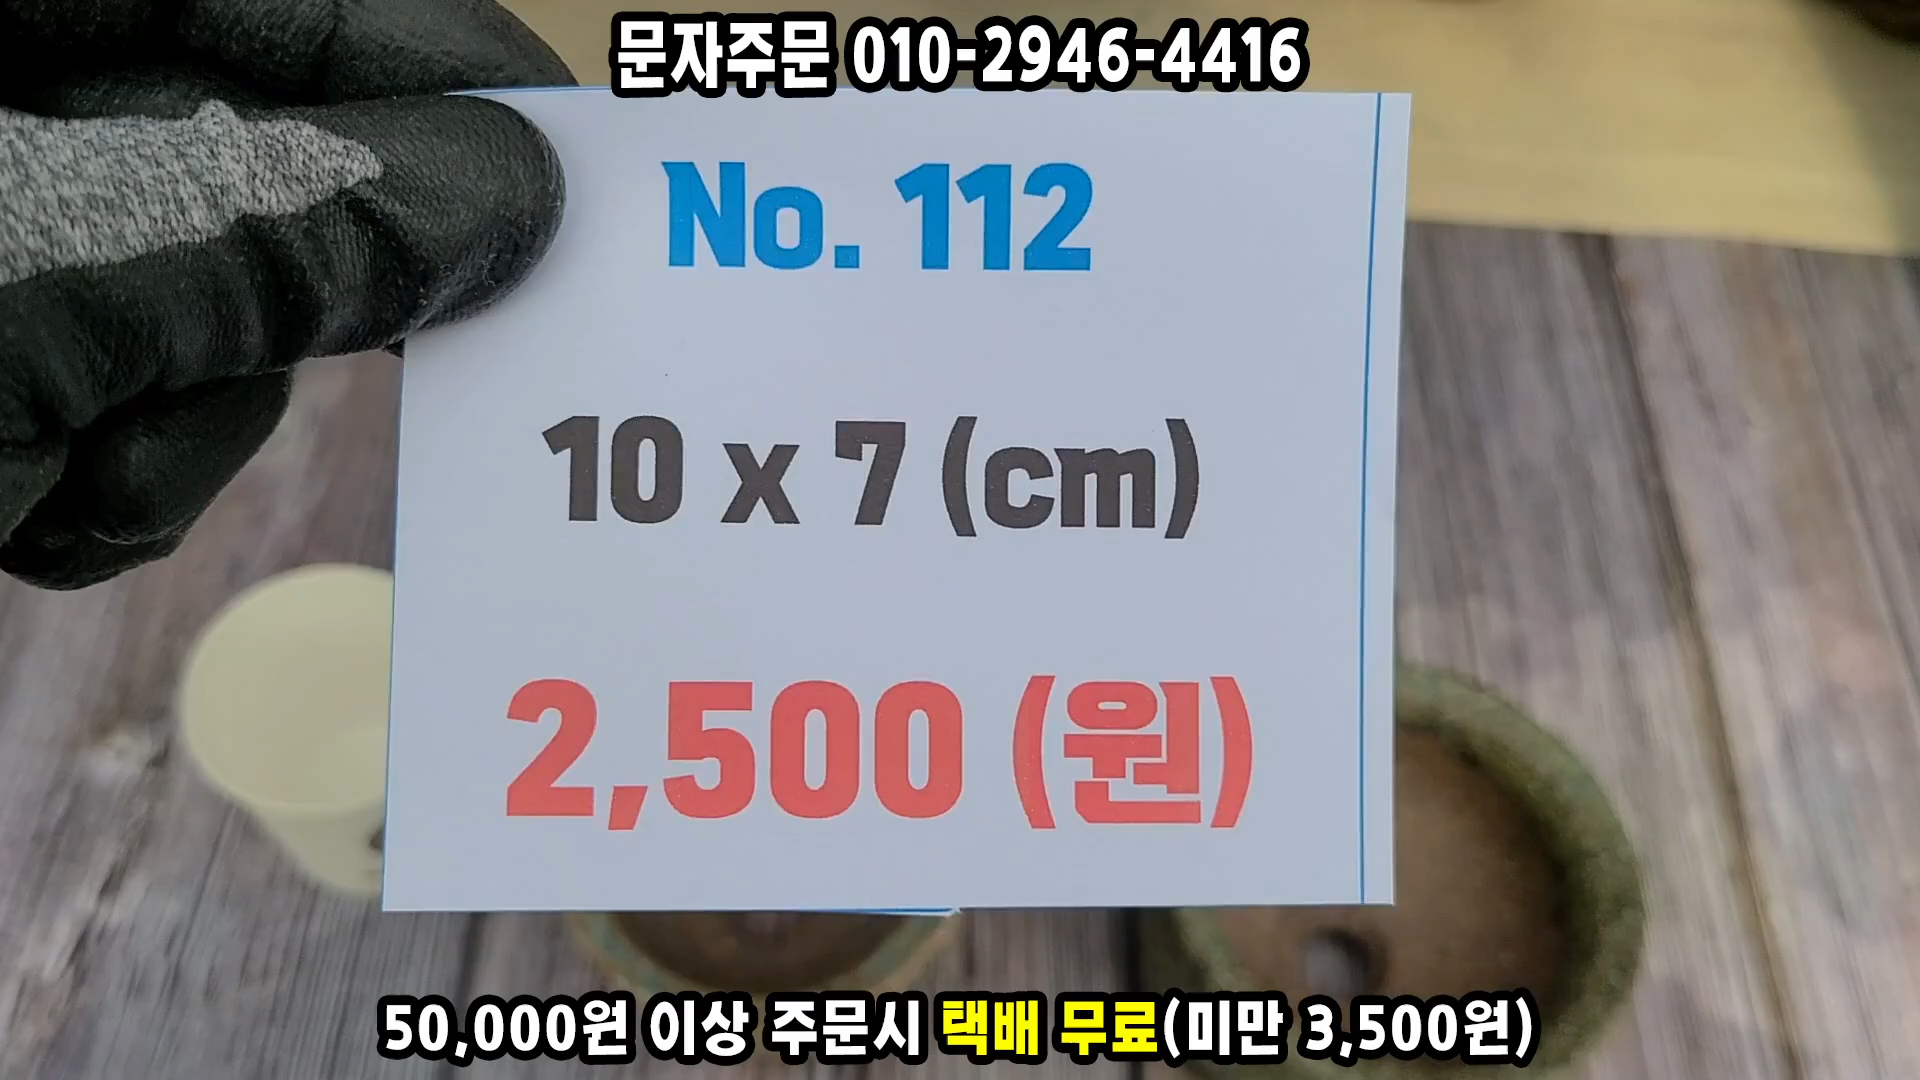 문자주문 010-2946-4416
No. 112
10 x 7 (cm)
2,500 (원)
50,000원 이상 주문시 택배 무료(미만 3,500원)